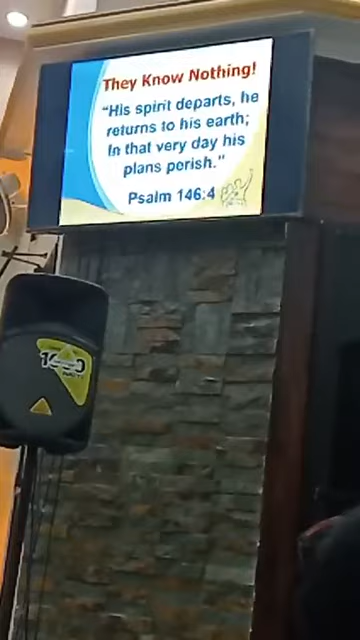 They Know Nothing!
“His spirit departs, he
returns to his earth;
In that very day his
plans perish.”
Psalm 146:4